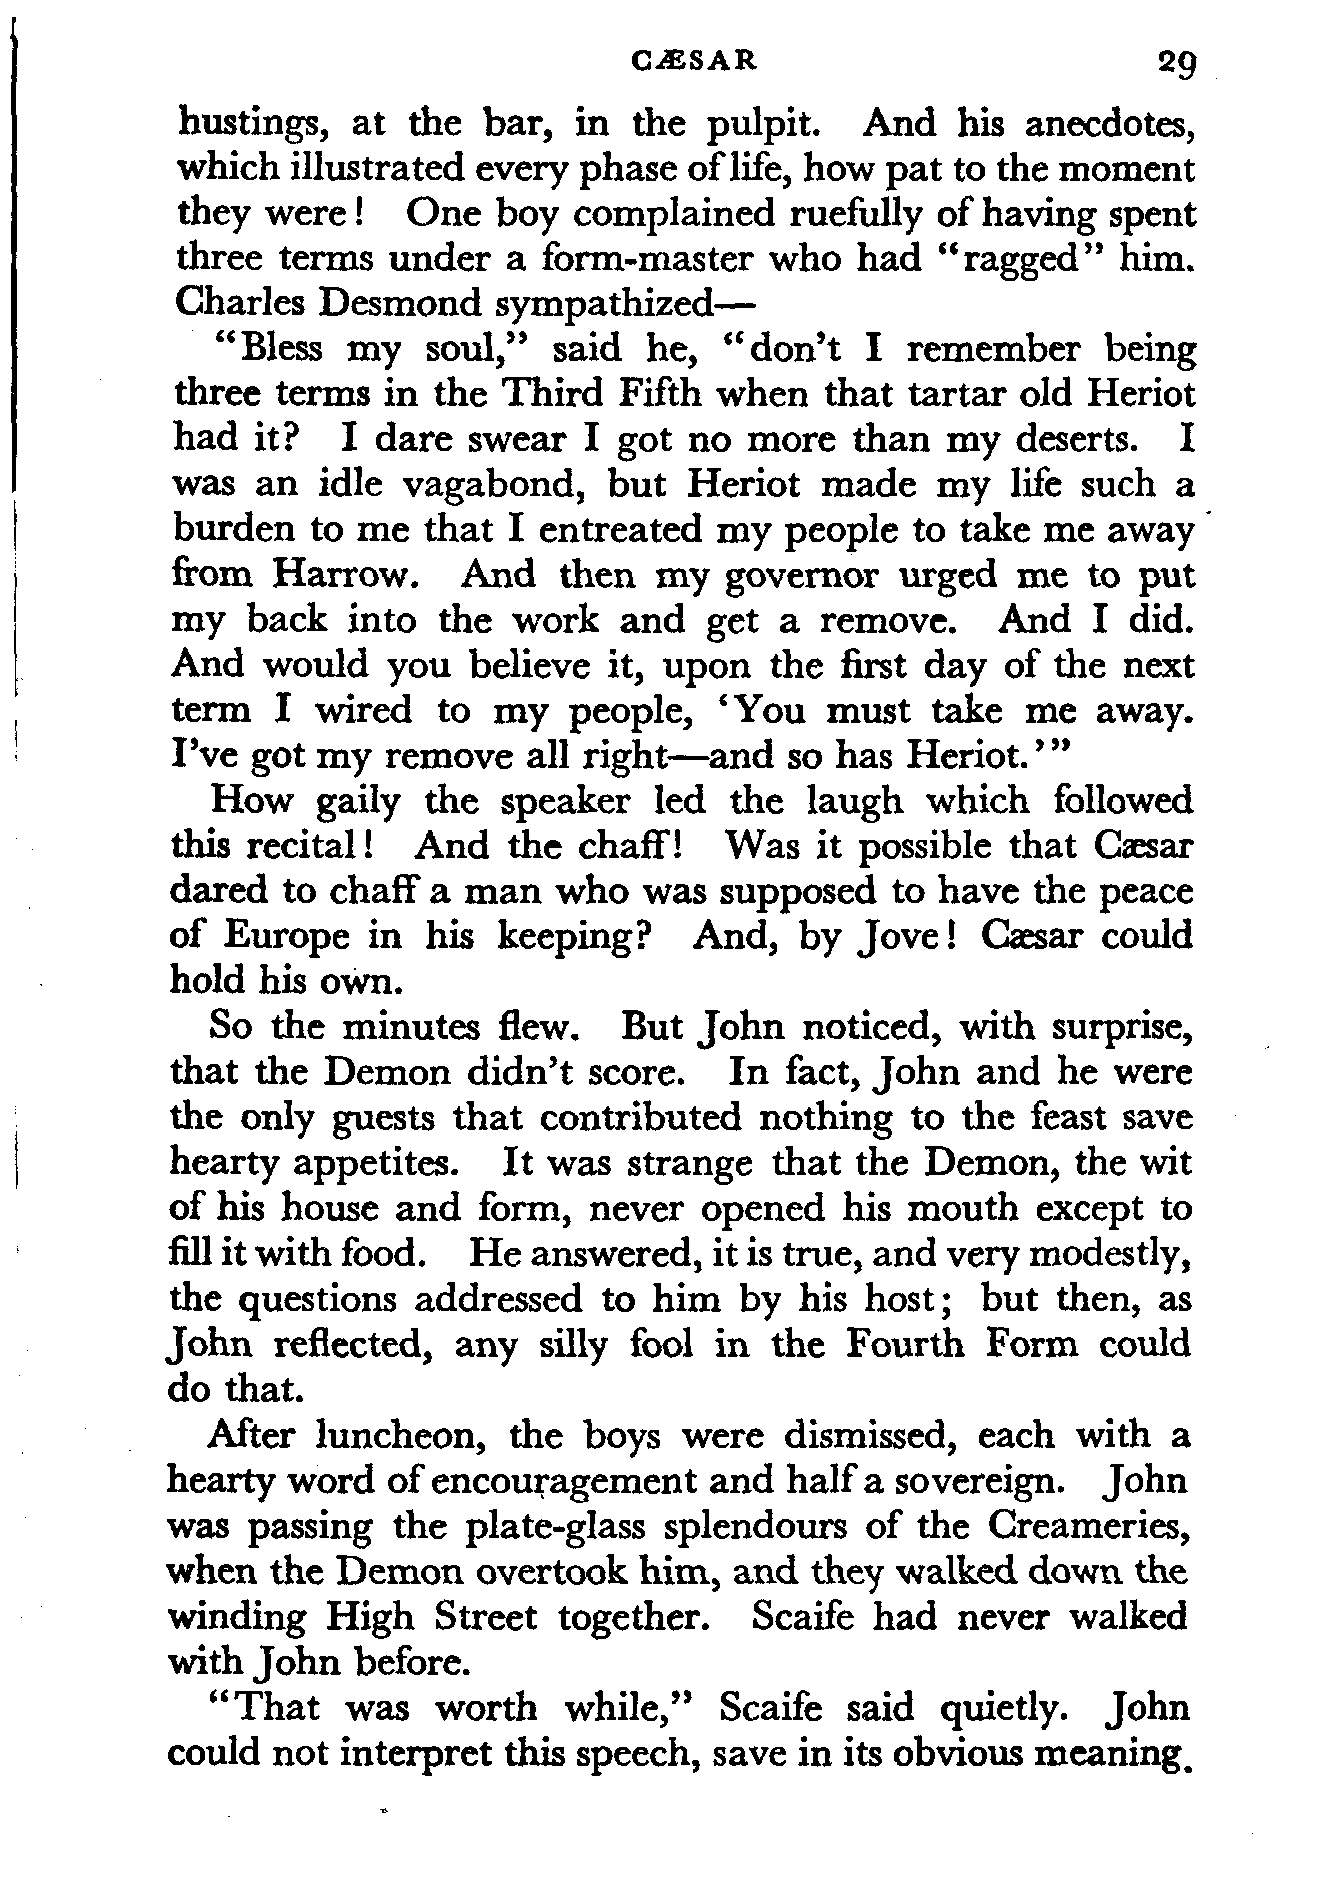 CÆSAR 29
hustings, at the bar, in the pulpit. And his anecdotes,
which illustrated every phase of life, how pat to the moment
they were! One boy complained ruefully of having spent
three terms under a form-master who had "ragged" him.
Charles Desmond sympathized—
"Bless my soul," said he, "don't I remember being
three terms in the Third Fifth when that tartar old Heriot
had it? I dare swear I got no more than my deserts. I
was an idle vagabond, but Heriot made my life such a
burden to me that I entreated my people to take me away
from Harrow. And then my governor urged me to put
my back into the work and get a remove. And I did.
And would you believe it, upon the first day of the next
term I wired to my people, 'You must take me away.
I've got my remove all right—and so has Heriot.'"
How gaily the speaker led the laugh which followed
this recital! And the chaff! Was it possible that Cæsar
dared to chaff a man who was supposed to have the peace
of Europe in his keeping? And, by Jove! Cæsar could
hold his own.
So the minutes flew. But John noticed, with surprise,
that the Demon didn't score. In fact, John and he were
the only guests that contributed nothing to the feast save
hearty appetites. It was strange that the Demon, the wit
of his house and form, never opened his mouth except to
fill it with food. He answered, it is true, and very modestly,
the questions addressed to him by his host; but then, as
John reflected, any silly fool in the Fourth Form could
do that.
After luncheon, the boys were dismissed, each with a
hearty word of encouragement and half a sovereign. John
was passing the plate-glass splendours of the Creameries,
when the Demon overtook him, and they walked down the
winding High Street together. Scaife had never walked
with John before.
"That was worth while," Scaife said quietly. John
could not interpret this speech, save in its obvious meaning.